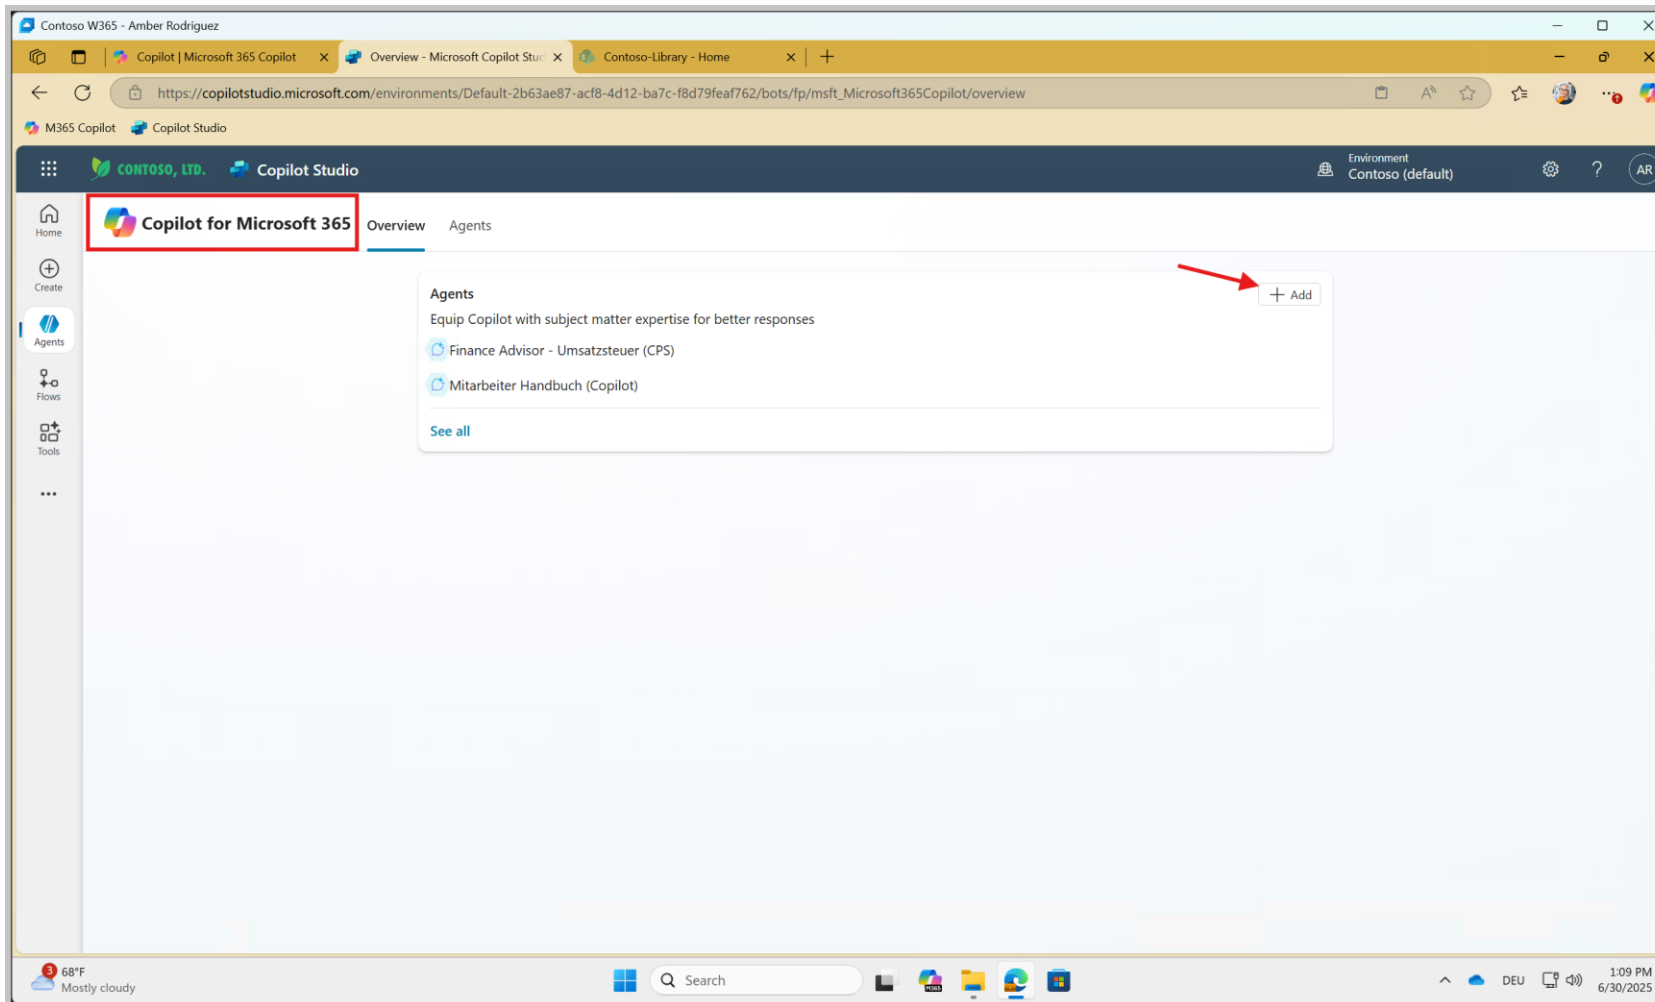 Contoso W365 - Amber Rodriguez
Copilot | Microsoft 365 Copilot
Overview - Microsoft Copilot Stud
Contoso-Library - Home
https://copilotstudio.microsoft.com/environments/Default-2b63ae87-acf8-4d12-ba7c-f8d79feaf762/bots/fp/msft_Microsoft365Copilot/overview
M365 Copilot
Copilot Studio
CONTOSO, LTD.
Copilot Studio
Environment
Contoso (default)
?
AR
Home
Create
Agents
Flows
Tools
Copilot for Microsoft 365
Overview
Agents
Agents
+ Add
Equip Copilot with subject matter expertise for better responses
Finance Advisor - Umsatzsteuer (CPS)
Mitarbeiter Handbuch (Copilot)
See all
3
68°F
Mostly cloudy
Search
M365
DEU
1:09 PM
6/30/2025